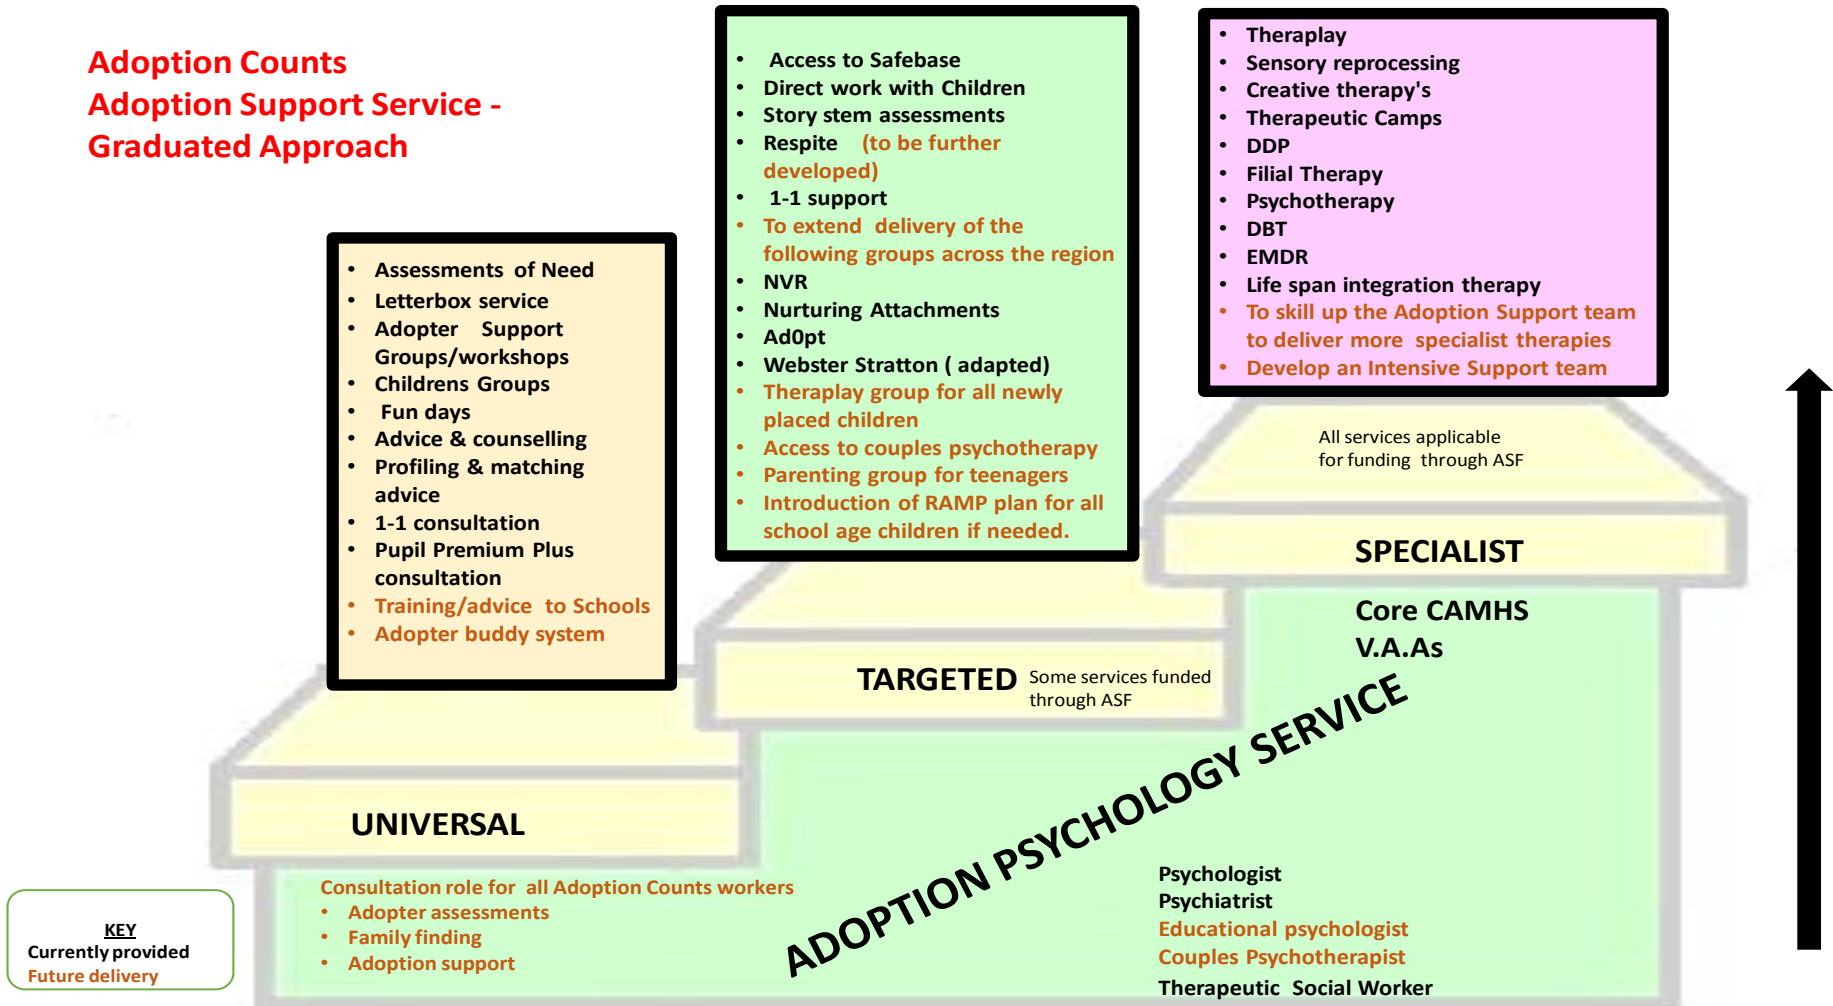 Adoption Counts
Adoption Support Service -
Graduated Approach
• Assessments of Need
• Letterbox service
• Adopter Support
Groups/workshops
• Childrens Groups
• Fun days
• Advice & counselling
• Profiling & matching
advice
• 1-1 consultation
• Pupil Premium Plus
consultation
• Training/advice to Schools
• Adopter buddy system
• Access to Safebase
• Direct work with Children
• Story stem assessments
• Respite (to be further
developed)
• 1-1 support
• To extend delivery of the
following groups across the region
• NVR
• Nurturing Attachments
• Ad0pt
• Webster Stratton ( adapted)
• Theraplay group for all newly
placed children
• Access to couples psychotherapy
• Parenting group for teenagers
• Introduction of RAMP plan for all
school age children if needed.
• Theraplay
• Sensory reprocessing
• Creative therapy's
• Therapeutic Camps
• DDP
• Filial Therapy
• Psychotherapy
• DBT
• EMDR
• Life span integration therapy
• To skill up the Adoption Support team
to deliver more specialist therapies
• Develop an Intensive Support team
All services applicable
for funding through ASF
SPECIALIST
Core CAMHS
V.A.As
TARGETED
Some services funded
through ASF
UNIVERSAL
ADOPTION PSYCHOLOGY SERVICE
Consultation role for all Adoption Counts workers
• Adopter assessments
• Family finding
• Adoption support
Psychologist
Psychiatrist
Educational psychologist
Couples Psychotherapist
Therapeutic Social Worker
KEY
Currently provided
Future delivery